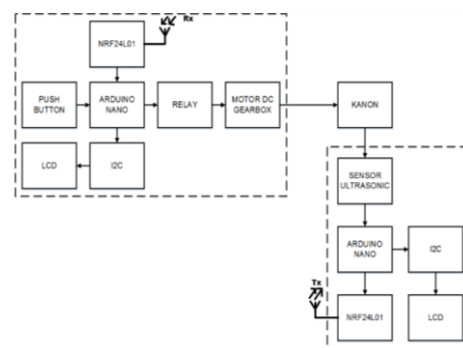 Rx
NRF24L01
PUSH
BUTTON
ARDUINO
NANO
RELAY
MOTOR DC
GEARBOX
KANON
LCD
I2C
SENSOR
ULTRASONIC
ARDUINO
NANO
I2C
Tx
NRF24L01
LCD